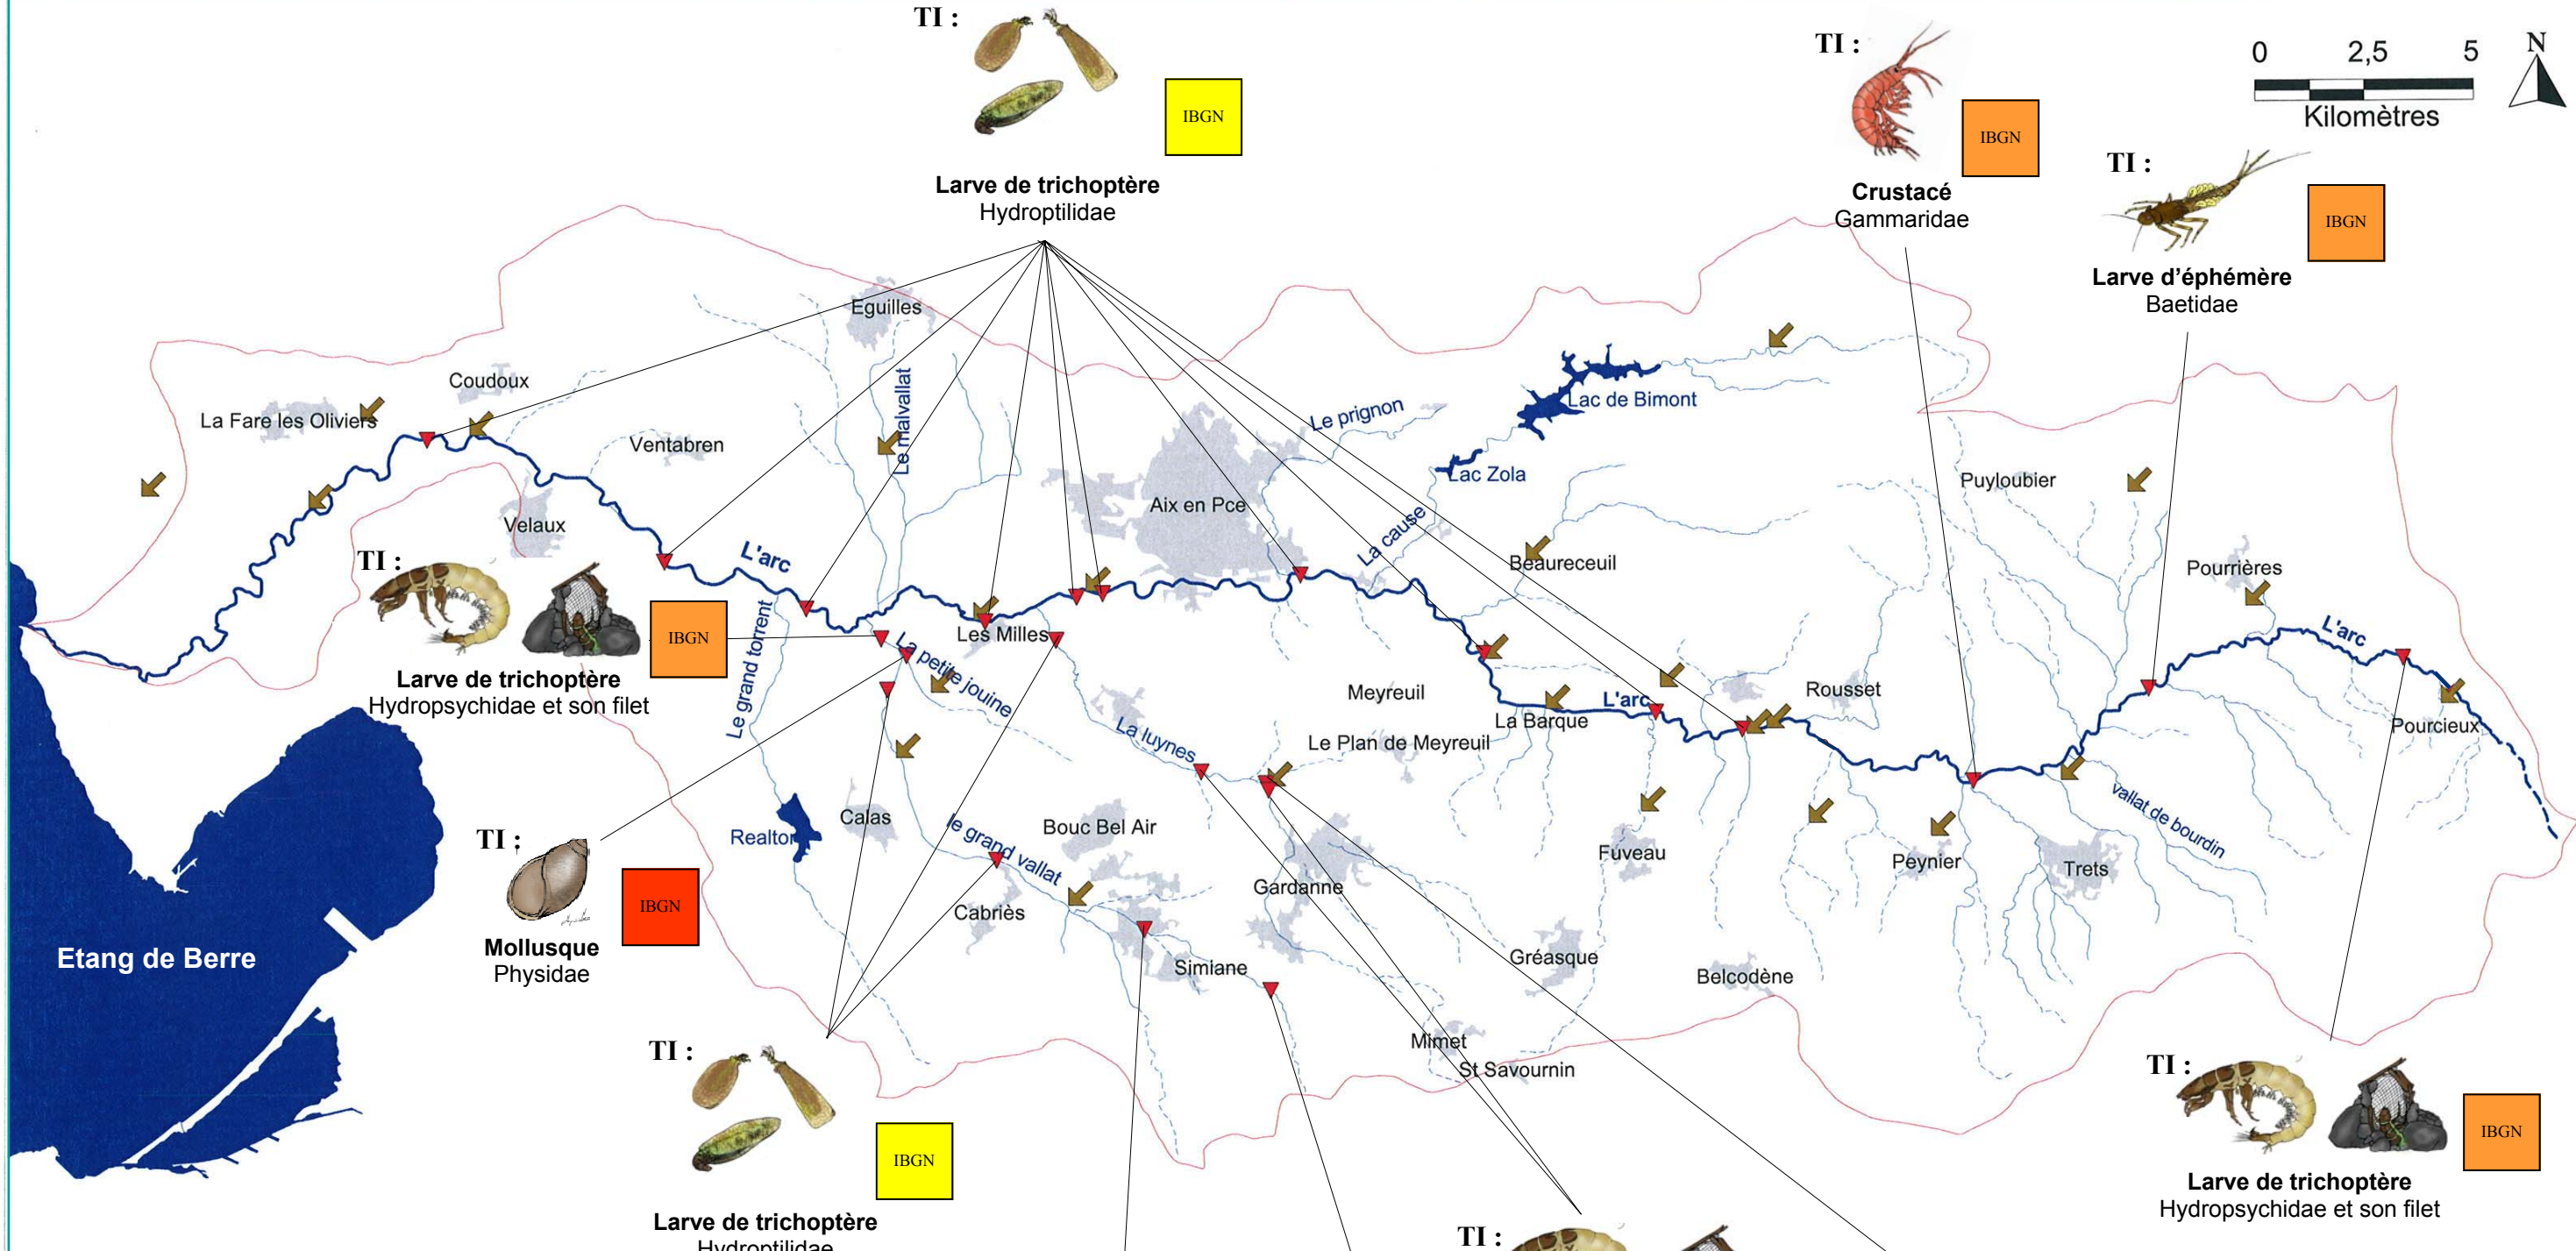 TI :
IBGN
Larve de trichoptère
Hydroptilidae
TI :
IBGN
Crustacé
Gammaridae
0 2,5 5
Kilomètres
N
TI :
IBGN
Larve d'éphémère
Baetidae
Eguilles
Coudoux
La Fare les Oliviers
Ventabren
Velaux
Le malvallat
Le prignon
Lac de Bimont
Lac Zola
Aix en Pce
La cause
Beaureceuil
Puyloubier
Pourrières
L'arc
L'arc
L'arc
TI :
IBGN
Larve de trichoptère
Hydropsychidae et son filet
Le grand torrent
Les Milles
La petite jouine
La luynes
Meyreuil
Le Plan de Meyreuil
La Barque
Rousset
Pourcieux
vallat de bourdin
Realtor
Calas
le grand vallat
Bouc Bel Air
Cabriès
Gardanne
Simiane
Fuveau
Peynier
Trets
Gréasque
Belcodène
Mimet
St Savournin
TI :
IBGN
Mollusque
Physidae
Etang de Berre
TI :
IBGN
Larve de trichoptère
Hydroptilidae
TI :
TI :
IBGN
Larve de trichoptère
Hydropsychidae et son filet